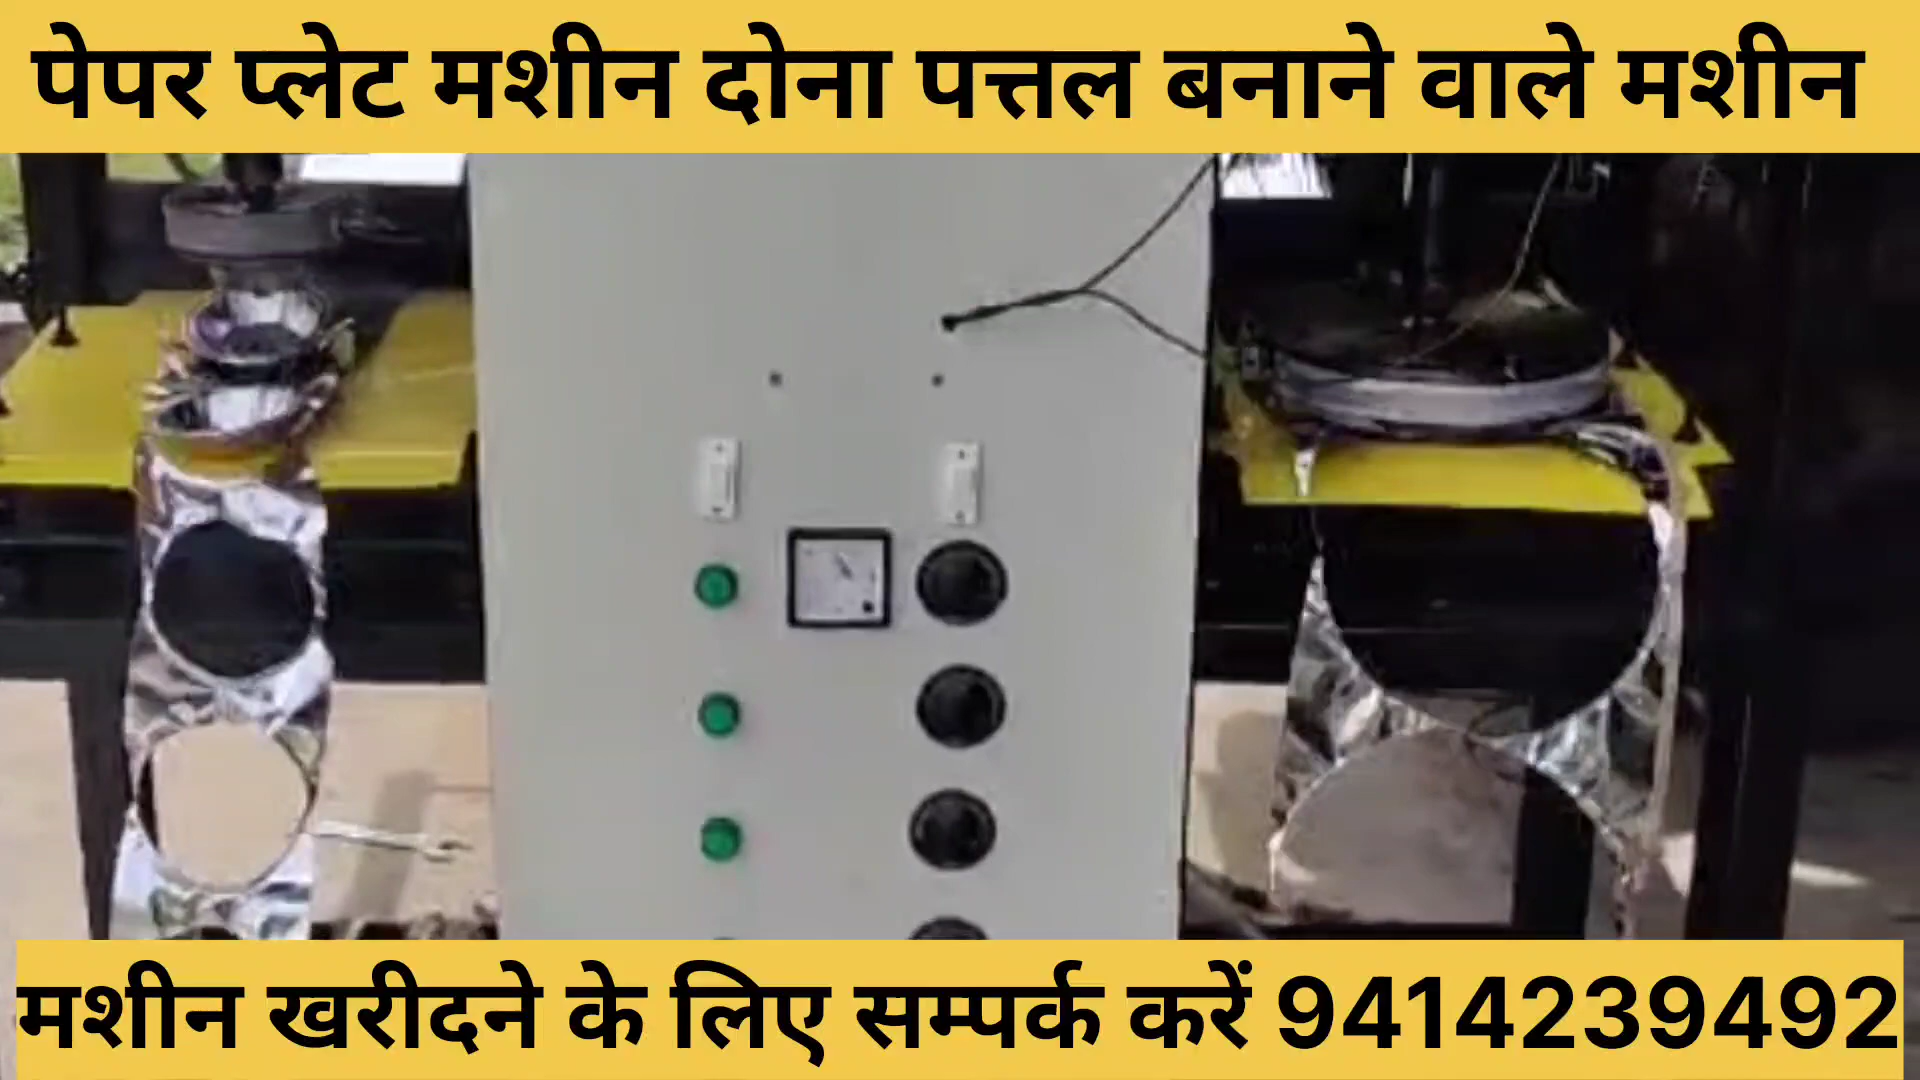 पेपर प्लेट मशीन दोना पत्तल बनाने वाले मशीन
मशीन खरीदने के लिए सम्पर्क करें 9414239492